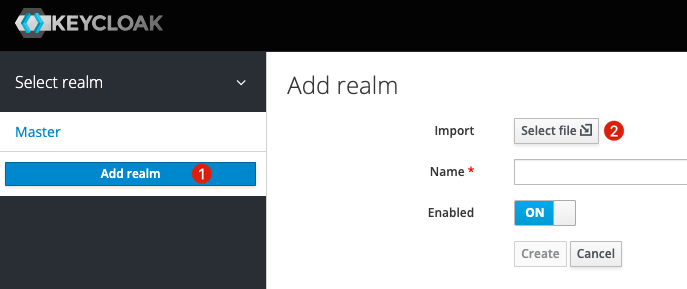 KEYCLOAK
Select realm
Master
Add realm 1
Add realm
Import Select file 2
Name *
Enabled ON
Create Cancel